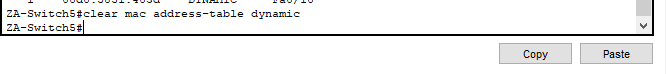 ZA-Switch5#clear mac address-table dynamic
ZA-Switch5#
Copy
Paste